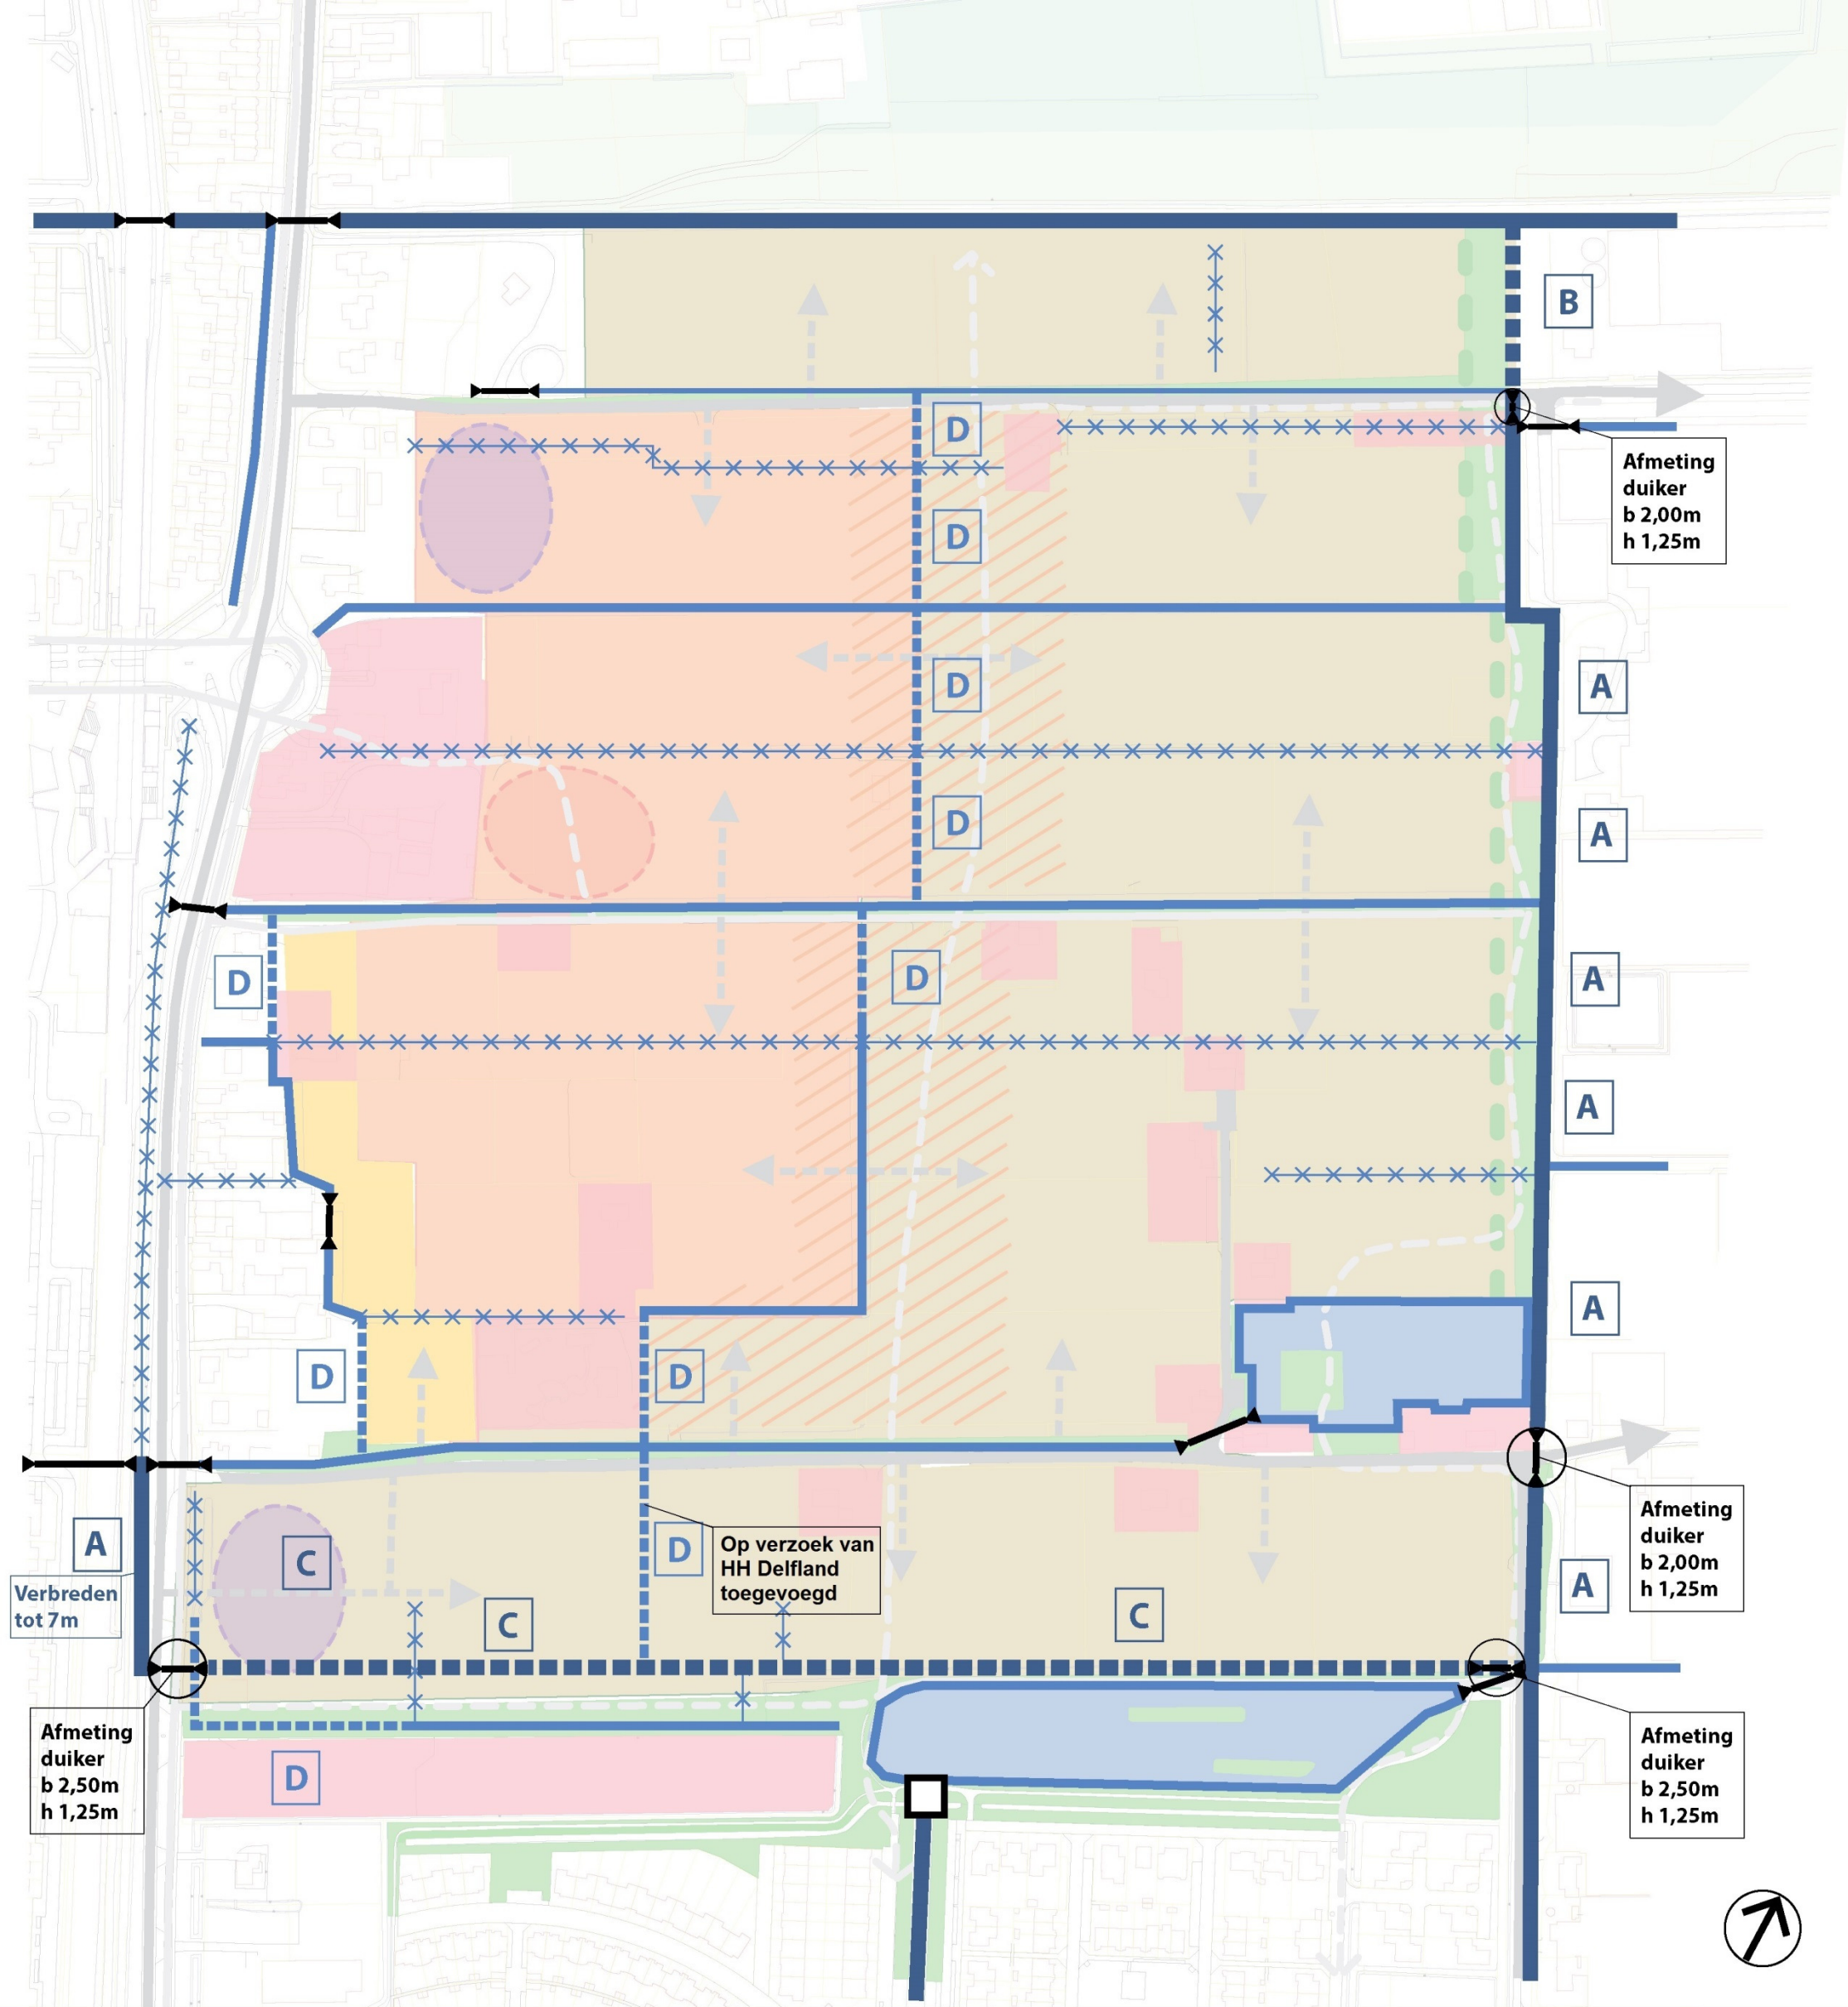 B
D
Afmeting
duiker
b 2,00m
h 1,25m
D
D
A
D
A
D
D
A
A
A
D
D
A
D
C
C
C
Op verzoek van
HH Delfland
toegevoegd
Verbreden
tot 7m
Afmeting
duiker
b 2,00m
h 1,25m
A
Afmeting
duiker
b 2,50m
h 1,25m
D
Afmeting
duiker
b 2,50m
h 1,25m